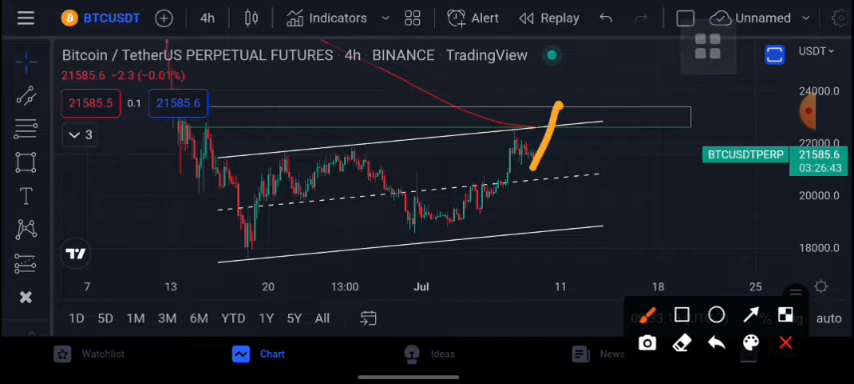 BTCUSDT 4h Indicators Alert Replay Unnamed
Bitcoin / TetherUS PERPETUAL FUTURES · 4h · BINANCE · TradingView USDT
21585.6 −2.3 (−0.01%)
21585.5 0.1 21585.6
3
24000.0
22000.0
BTCUSDTPERP 21585.6
03:26:43
20000.0
18000.0
7 13 20 13:00 Jul 11 18 25
1D 5D 1M 3M 6M YTD 1Y 5Y All % auto
Watchlist Chart Ideas News